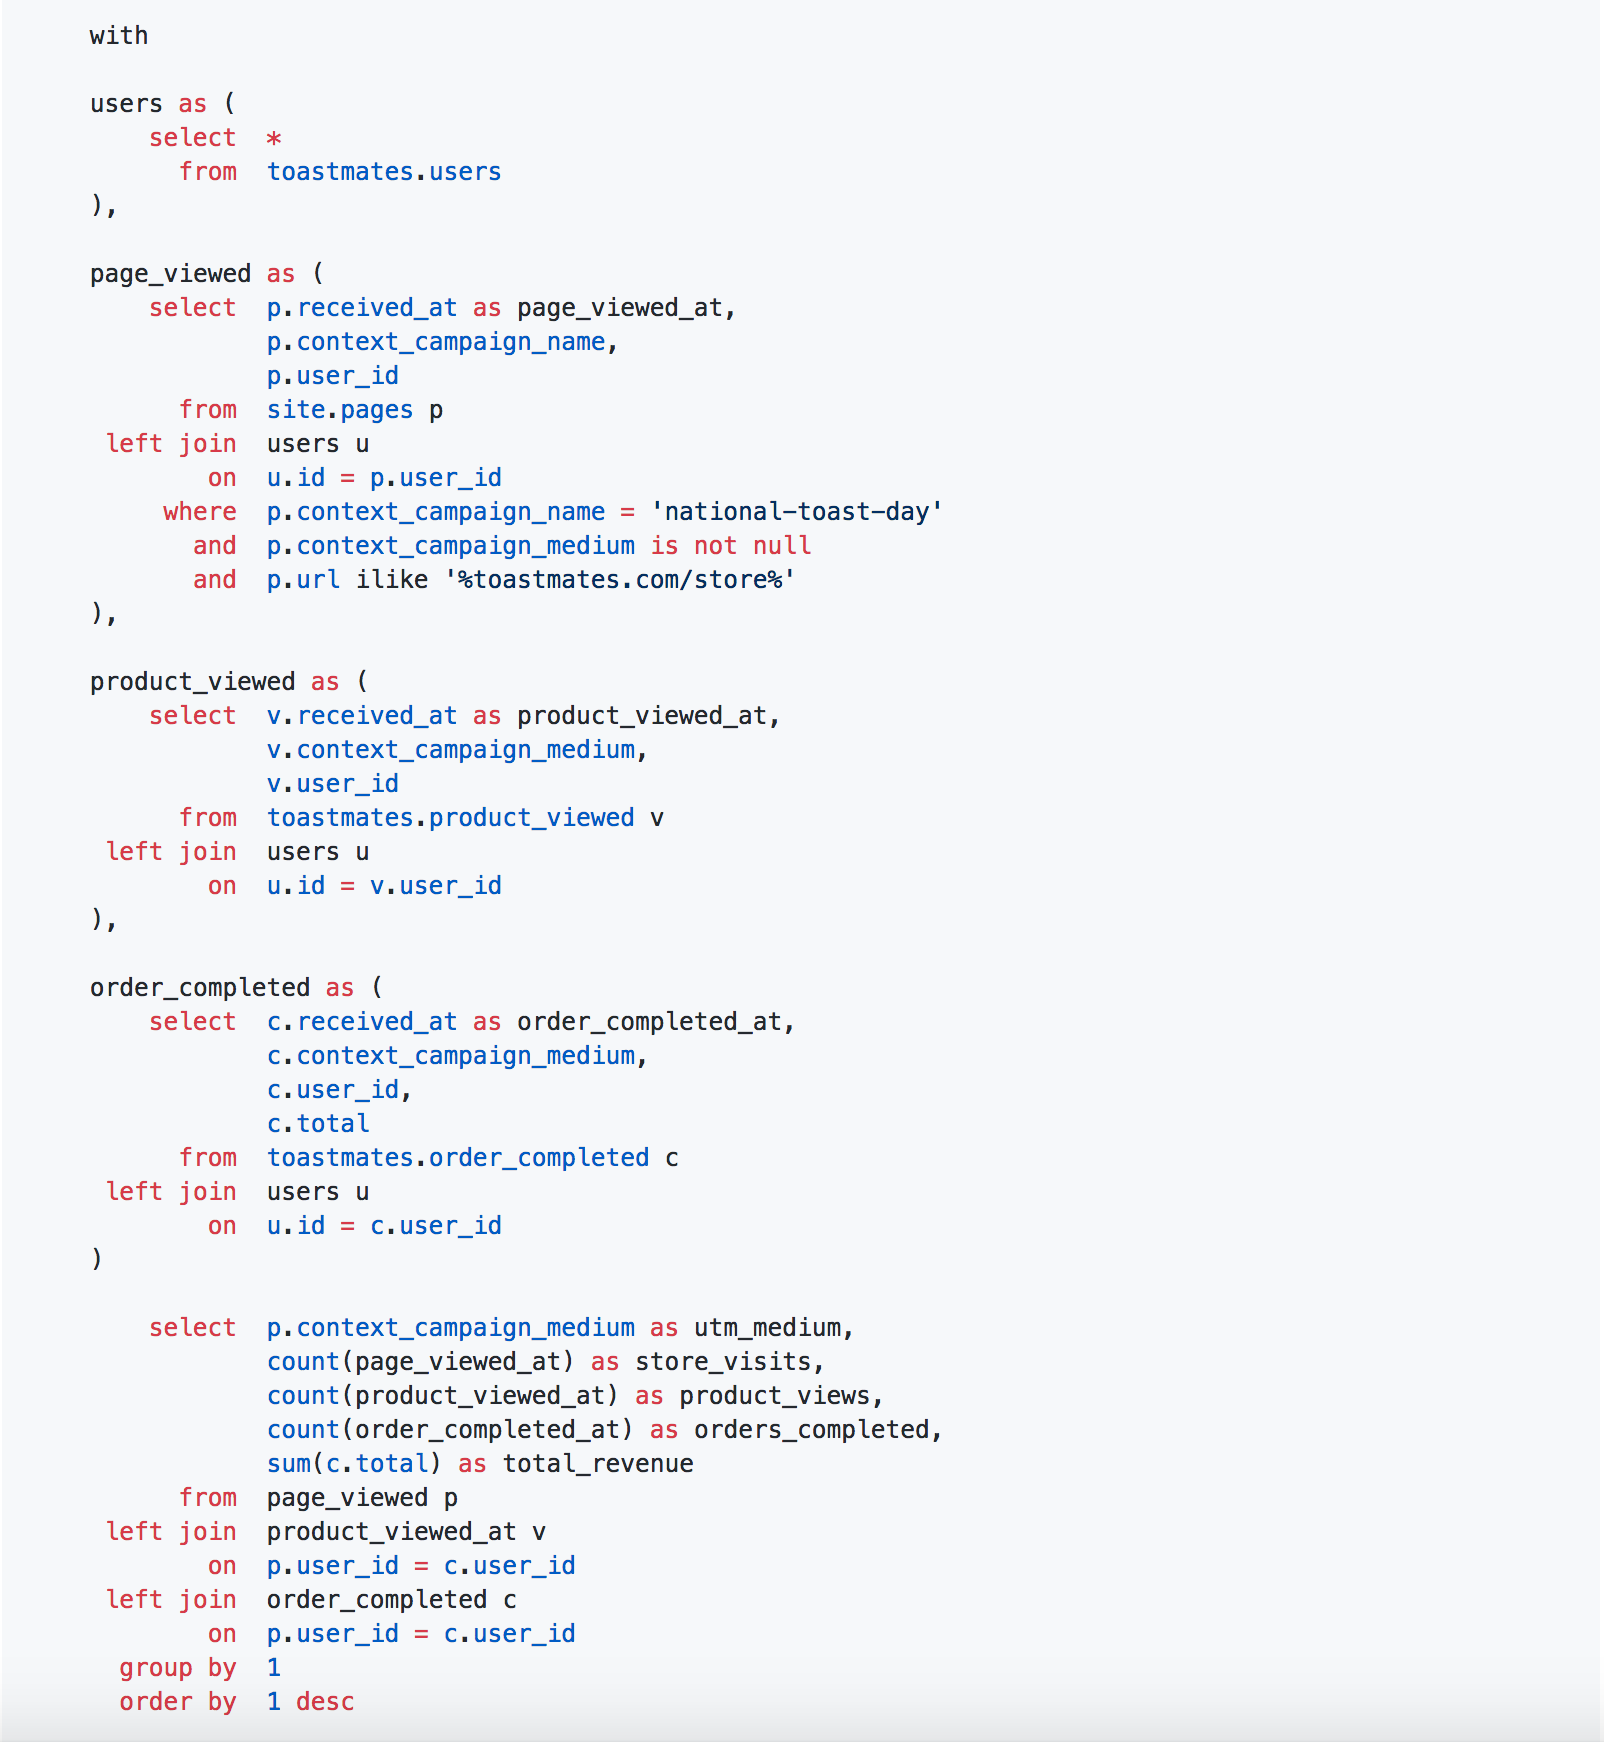 with
users as (
select *
from toastmates.users
),
page_viewed as (
select p.received_at as page_viewed_at,
p.context_campaign_name,
p.user_id
from site.pages p
left join users u
on u.id = p.user_id
where p.context_campaign_name = 'national-toast-day'
and p.context_campaign_medium is not null
and p.url ilike '%toastmates.com/store%'
),
product_viewed as (
select v.received_at as product_viewed_at,
v.context_campaign_medium,
v.user_id
from toastmates.product_viewed v
left join users u
on u.id = v.user_id
),
order_completed as (
select c.received_at as order_completed_at,
c.context_campaign_medium,
c.user_id,
c.total
from toastmates.order_completed c
left join users u
on u.id = c.user_id
)
select p.context_campaign_medium as utm_medium,
count(page_viewed_at) as store_visits,
count(product_viewed_at) as product_views,
count(order_completed_at) as orders_completed,
sum(c.total) as total_revenue
from page_viewed p
left join product_viewed_at v
on p.user_id = c.user_id
left join order_completed c
on p.user_id = c.user_id
group by 1
order by 1 desc